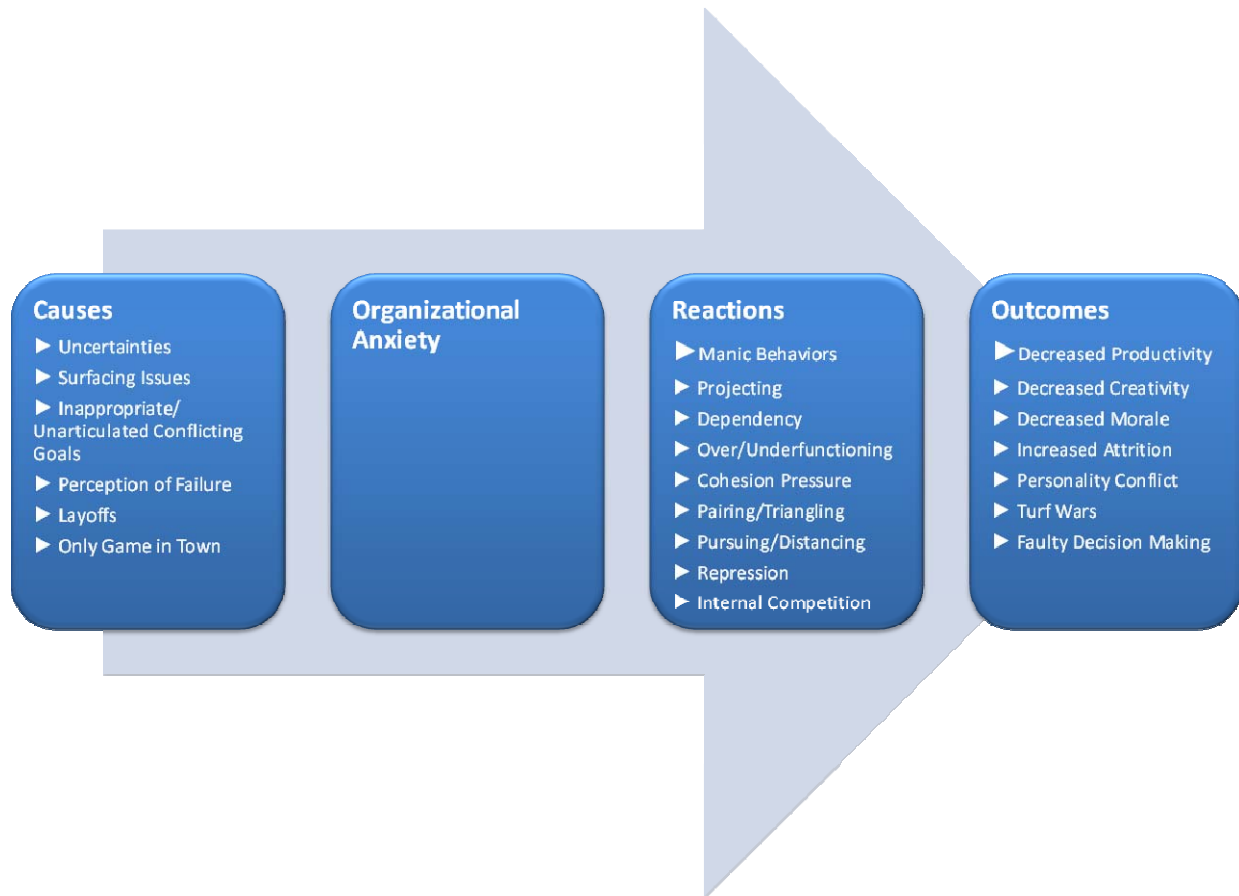 Causes
► Uncertainties
► Surfacing Issues
► Inappropriate/
Unarticulated Conflicting
Goals
► Perception of Failure
► Layoffs
► Only Game in Town
Organizational
Anxiety
Reactions
► Manic Behaviors
► Projecting
► Dependency
► Over/Underfunctioning
► Cohesion Pressure
► Pairing/Triangling
► Pursuing/Distancing
► Repression
► Internal Competition
Outcomes
► Decreased Productivity
► Decreased Creativity
► Decreased Morale
► Increased Attrition
► Personality Conflict
► Turf Wars
► Faulty Decision Making